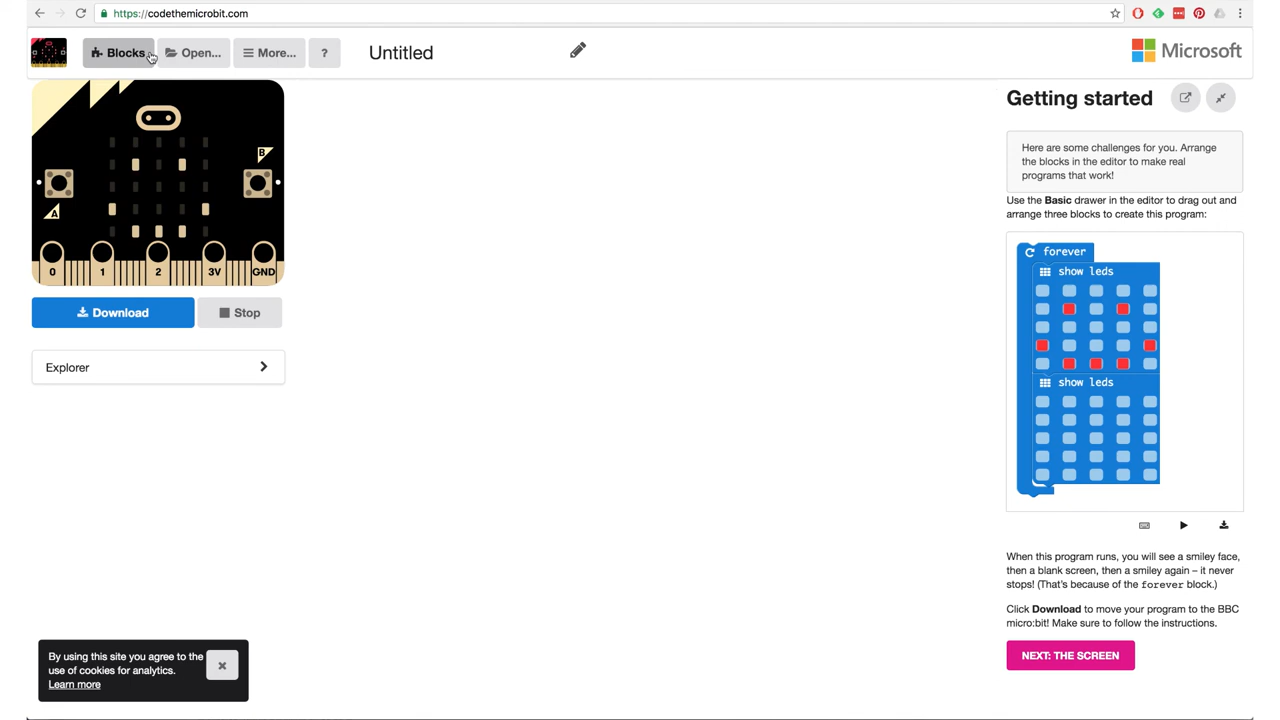 https://codethemicrobit.com
Blocks
Open...
More...
?
Untitled
Microsoft
B
A
0 1 2 3V GND
Download
Stop
Explorer
By using this site you agree to the
use of cookies for analytics.
Learn more
Getting started
Here are some challenges for you. Arrange
the blocks in the editor to make real
programs that work!
Use the Basic drawer in the editor to drag out and
arrange three blocks to create this program:
forever
show leds
show leds
When this program runs, you will see a smiley face,
then a blank screen, then a smiley again – it never
stops! (That's because of the forever block.)
Click Download to move your program to the BBC
micro:bit! Make sure to follow the instructions.
NEXT: THE SCREEN